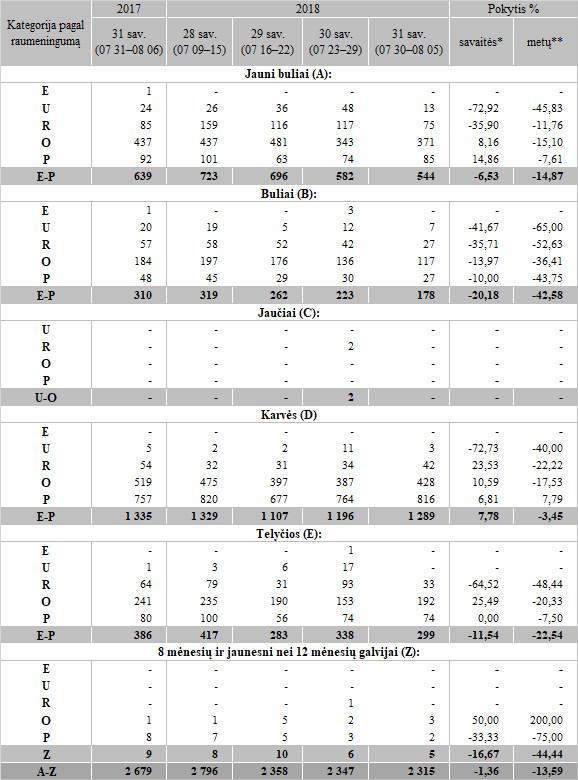 Kategorija pagal raumeningumą 2017 2018 Pokytis %
31 sav. (07 31–08 06) 28 sav. (07 09–15) 29 sav. (07 16–22) 30 sav. (07 23–29) 31 sav. (07 30–08 05) savaitės* metų**
Jauni buliai (A):
E 1 - - - - - -
U 24 26 36 48 13 -72,92 -45,83
R 85 159 116 117 75 -35,90 -11,76
O 437 437 481 343 371 8,16 -15,10
P 92 101 63 74 85 14,86 -7,61
E-P 639 723 696 582 544 -6,53 -14,87
Buliai (B):
E 1 - - 3 - - -
U 20 19 5 12 7 -41,67 -65,00
R 57 58 52 42 27 -35,71 -52,63
O 184 197 176 136 117 -13,97 -36,41
P 48 45 29 30 27 -10,00 -43,75
E-P 310 319 262 223 178 -20,18 -42,58
Jaučiai (C):
U - - - - - - -
R - - - 2 - - -
O - - - - - - -
P - - - - - - -
U-O - - - 2 - - -
Karvės (D)
E - - - - - - -
U 5 2 2 11 3 -72,73 -40,00
R 54 32 31 34 42 23,53 -22,22
O 519 475 397 387 428 10,59 -17,53
P 757 820 677 764 816 6,81 7,79
E-P 1 335 1 329 1 107 1 196 1 289 7,78 -3,45
Telyčios (E):
E - - - 1 - - -
U 1 3 6 17 - - -
R 64 79 31 93 33 -64,52 -48,44
O 241 235 190 153 192 25,49 -20,33
P 80 100 56 74 74 0,00 -7,50
E-P 386 417 283 338 299 -11,54 -22,54
8 mėnesių ir jaunesni nei 12 mėnesių galvijai (Z):
E - - - - - - -
U - - - - - - -
R - - - 1 - - -
O 1 1 5 2 3 50,00 200,00
P 8 7 5 3 2 -33,33 -75,00
Z 9 8 10 6 5 -16,67 -44,44
A-Z 2 679 2 796 2 358 2 347 2 315 -1,36 -13,59